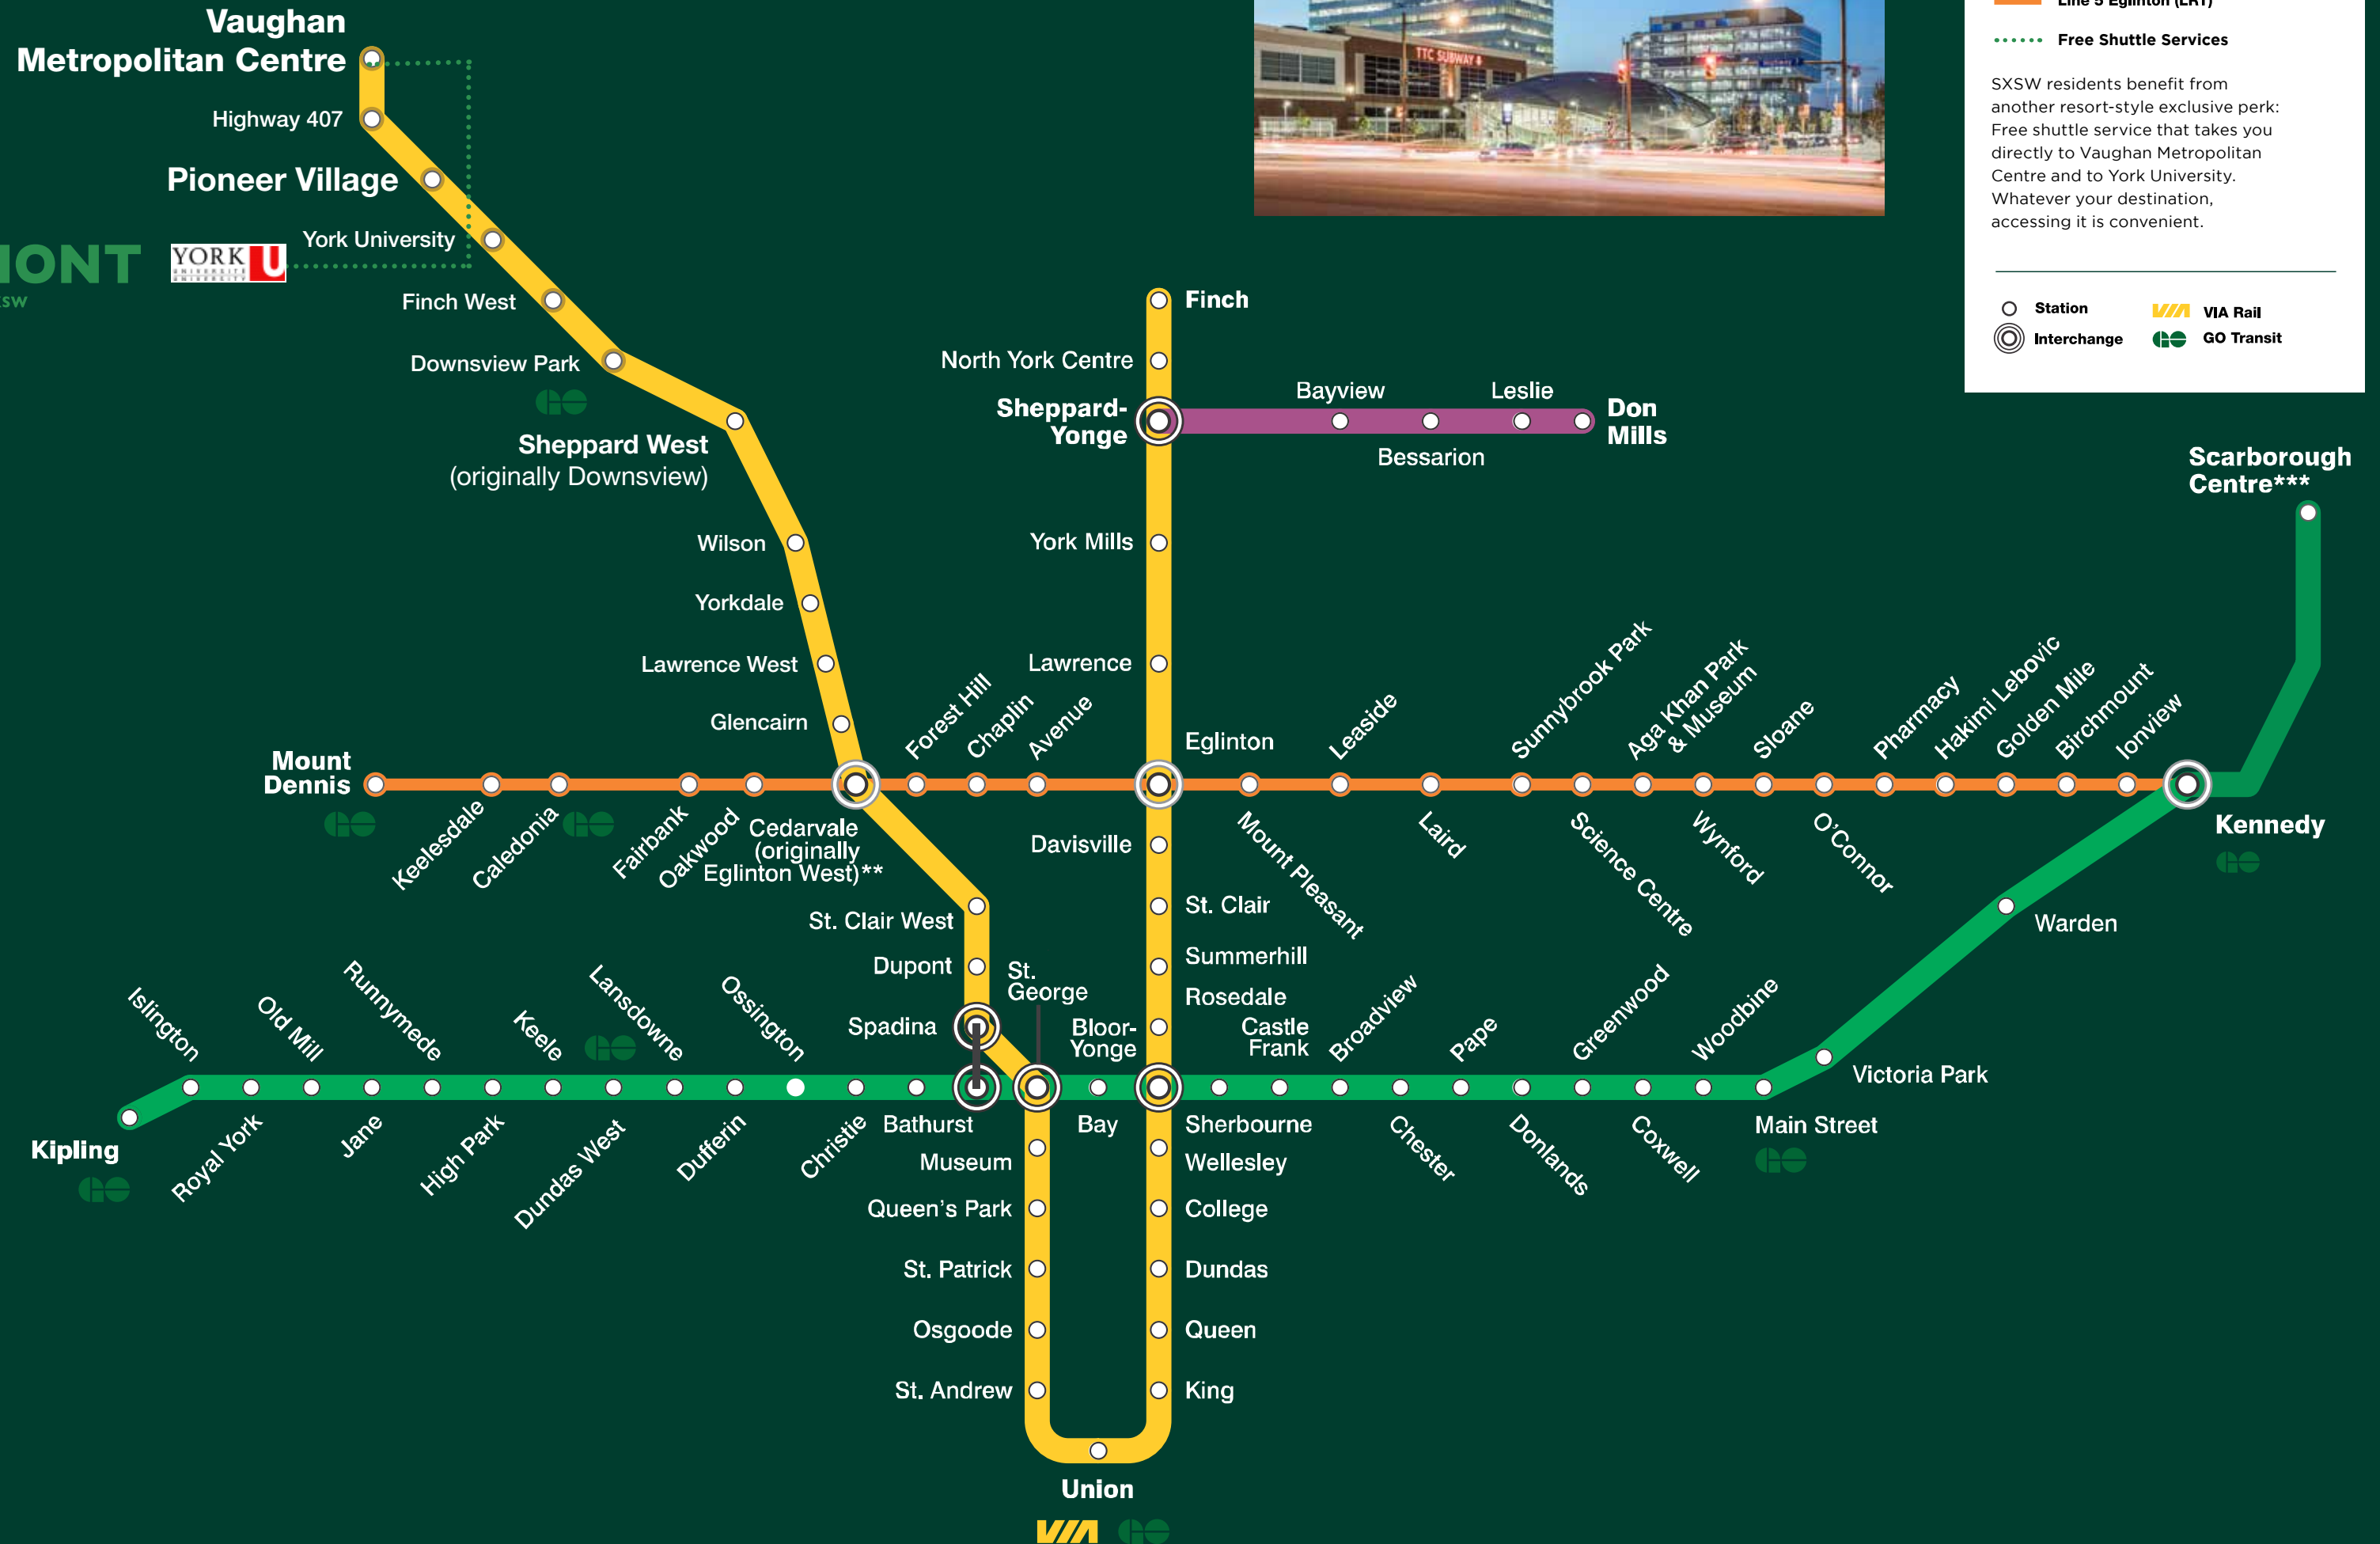 Vaughan
Metropolitan Centre
Highway 407
Pioneer Village
York University
YORK U
UNIVERSITÉ
UNIVERSITY
Finch West
Downsview Park
Sheppard West
(originally Downsview)
Wilson
Yorkdale
Lawrence West
Glencairn
TTC SUBWAY
Line 5 Eglinton (LRT)
Free Shuttle Services
SXSW residents benefit from
another resort-style exclusive perk:
Free shuttle service that takes you
directly to Vaughan Metropolitan
Centre and to York University.
Whatever your destination,
accessing it is convenient.
Station
VIA Rail
Interchange
GO Transit
Finch
North York Centre
Sheppard-
Yonge
Bayview
Leslie
Bessarion
Don
Mills
York Mills
Lawrence
Scarborough
Centre***
Mount
Dennis
Keelesdale
Caledonia
Fairbank
Oakwood
Cedarvale
(originally
Eglinton West)**
Forest Hill
Chaplin
Avenue
Eglinton
Mount Pleasant
Leaside
Laird
Sunnybrook Park
Science Centre
Aga Khan Park
& Museum
Wynford
Sloane
O'Connor
Pharmacy
Hakimi Lebovic
Golden Mile
Birchmount
Ionview
Kennedy
Warden
Victoria Park
Davisville
St. Clair
Summerhill
Rosedale
St. Clair West
Dupont
Spadina
St.
George
Bloor-
Yonge
Castle
Frank
Kipling
Islington
Royal York
Old Mill
Jane
Runnymede
High Park
Keele
Dundas West
Lansdowne
Dufferin
Ossington
Christie
Bathurst
Bay
Sherbourne
Broadview
Chester
Pape
Donlands
Greenwood
Coxwell
Woodbine
Main Street
Museum
Queen's Park
St. Patrick
Osgoode
St. Andrew
Wellesley
College
Dundas
Queen
King
Union
VIA